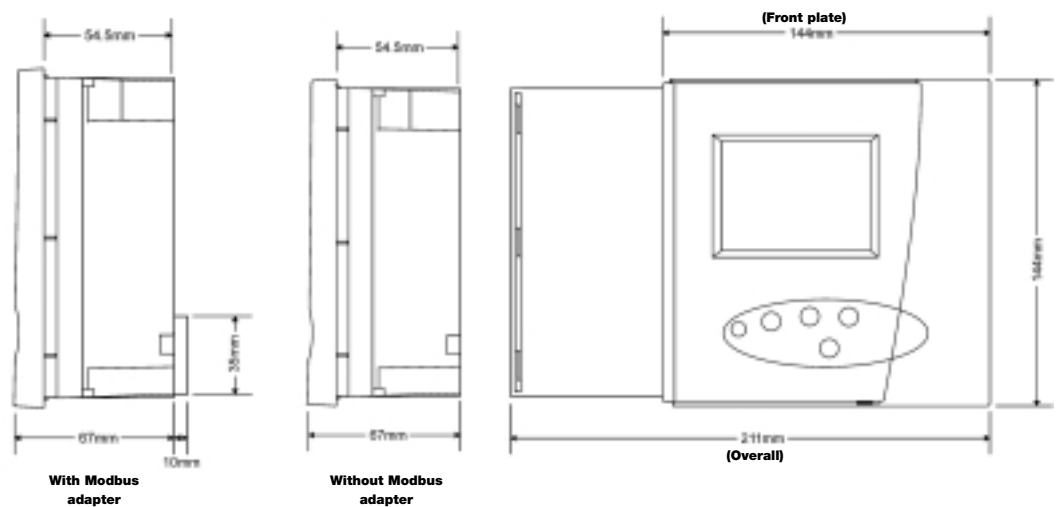 (Front plate)
144mm
54.5mm
54.5mm
144mm
38mm
67mm
67mm
211mm
(Overall)
10mm
With Modbus
adapter
Without Modbus
adapter